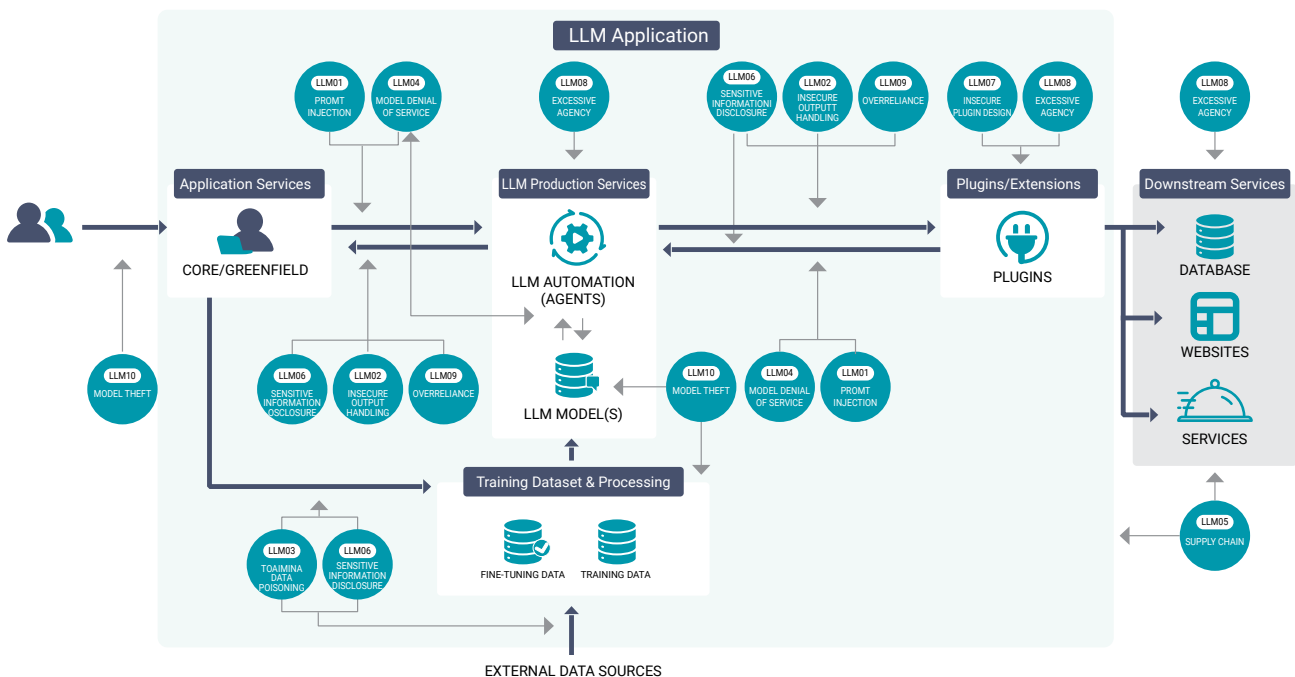 LLM Application
LLM01
PROMT
INJECTION
LLM04
MODEL DENIAL
OF SERVICE
LLM08
EXCESSIVE
AGENCY
LLM06
SENSITIVE
INFORMATIONI
DISCLOSURE
LLM02
INSECURE
OUTPUTT
HANDLING
LLM09
OVERRELIANCE
LLM07
INSECURE
PLUGIN DESIGN
LLM08
EXCESSIVE
AGENCY
LLM08
EXCESSIVE
AGENCY
Application Services
LLM Production Services
Plugins/Extensions
Downstream Services
CORE/GREENFIELD
LLM AUTOMATION
(AGENTS)
PLUGINS
DATABASE
WEBSITES
SERVICES
LLM10
MODEL THEFT
LLM06
SENSITIVE
INFORMATION
OSCLOSURE
LLM02
INSECURE
OUTPUT
HANDLING
LLM09
OVERRELIANCE
LLM MODEL(S)
LLM10
MODEL THEFT
LLM04
MODEL DENIAL
OF SERVICE
LLM01
PROMT
INJECTION
Training Dataset & Processing
FINE-TUNING DATA
TRAINING DATA
LLM03
TOAIMINA
DATA
POISONING
LLM06
SENSITIVE
INFORMATION
DISCLOSURE
LLM05
SUPPLY CHAIN
EXTERNAL DATA SOURCES